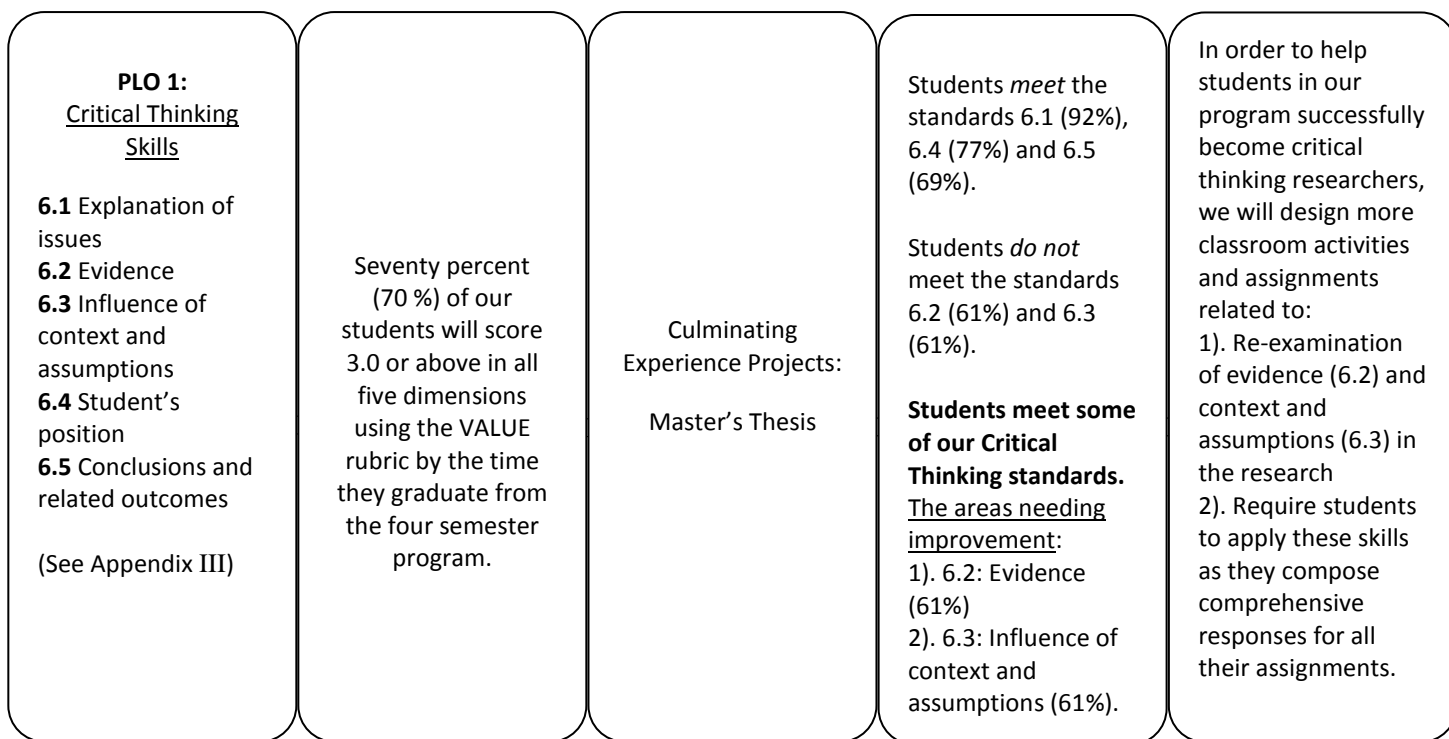 PLO 1:
Critical Thinking
Skills
6.1 Explanation of
issues
6.2 Evidence
6.3 Influence of
context and
assumptions
6.4 Student’s
position
6.5 Conclusions and
related outcomes
(See Appendix III)
Seventy percent
(70 %) of our
students will score
3.0 or above in all
five dimensions
using the VALUE
rubric by the time
they graduate from
the four semester
program.
Culminating
Experience Projects:
Master’s Thesis
Students meet the
standards 6.1 (92%),
6.4 (77%) and 6.5
(69%).
Students do not
meet the standards
6.2 (61%) and 6.3
(61%).
Students meet some
of our Critical
Thinking standards.
The areas needing
improvement:
1). 6.2: Evidence
(61%)
2). 6.3: Influence of
context and
assumptions (61%).
In order to help
students in our
program successfully
become critical
thinking researchers,
we will design more
classroom activities
and assignments
related to:
1). Re-examination
of evidence (6.2) and
context and
assumptions (6.3) in
the research
2). Require students
to apply these skills
as they compose
comprehensive
responses for all
their assignments.